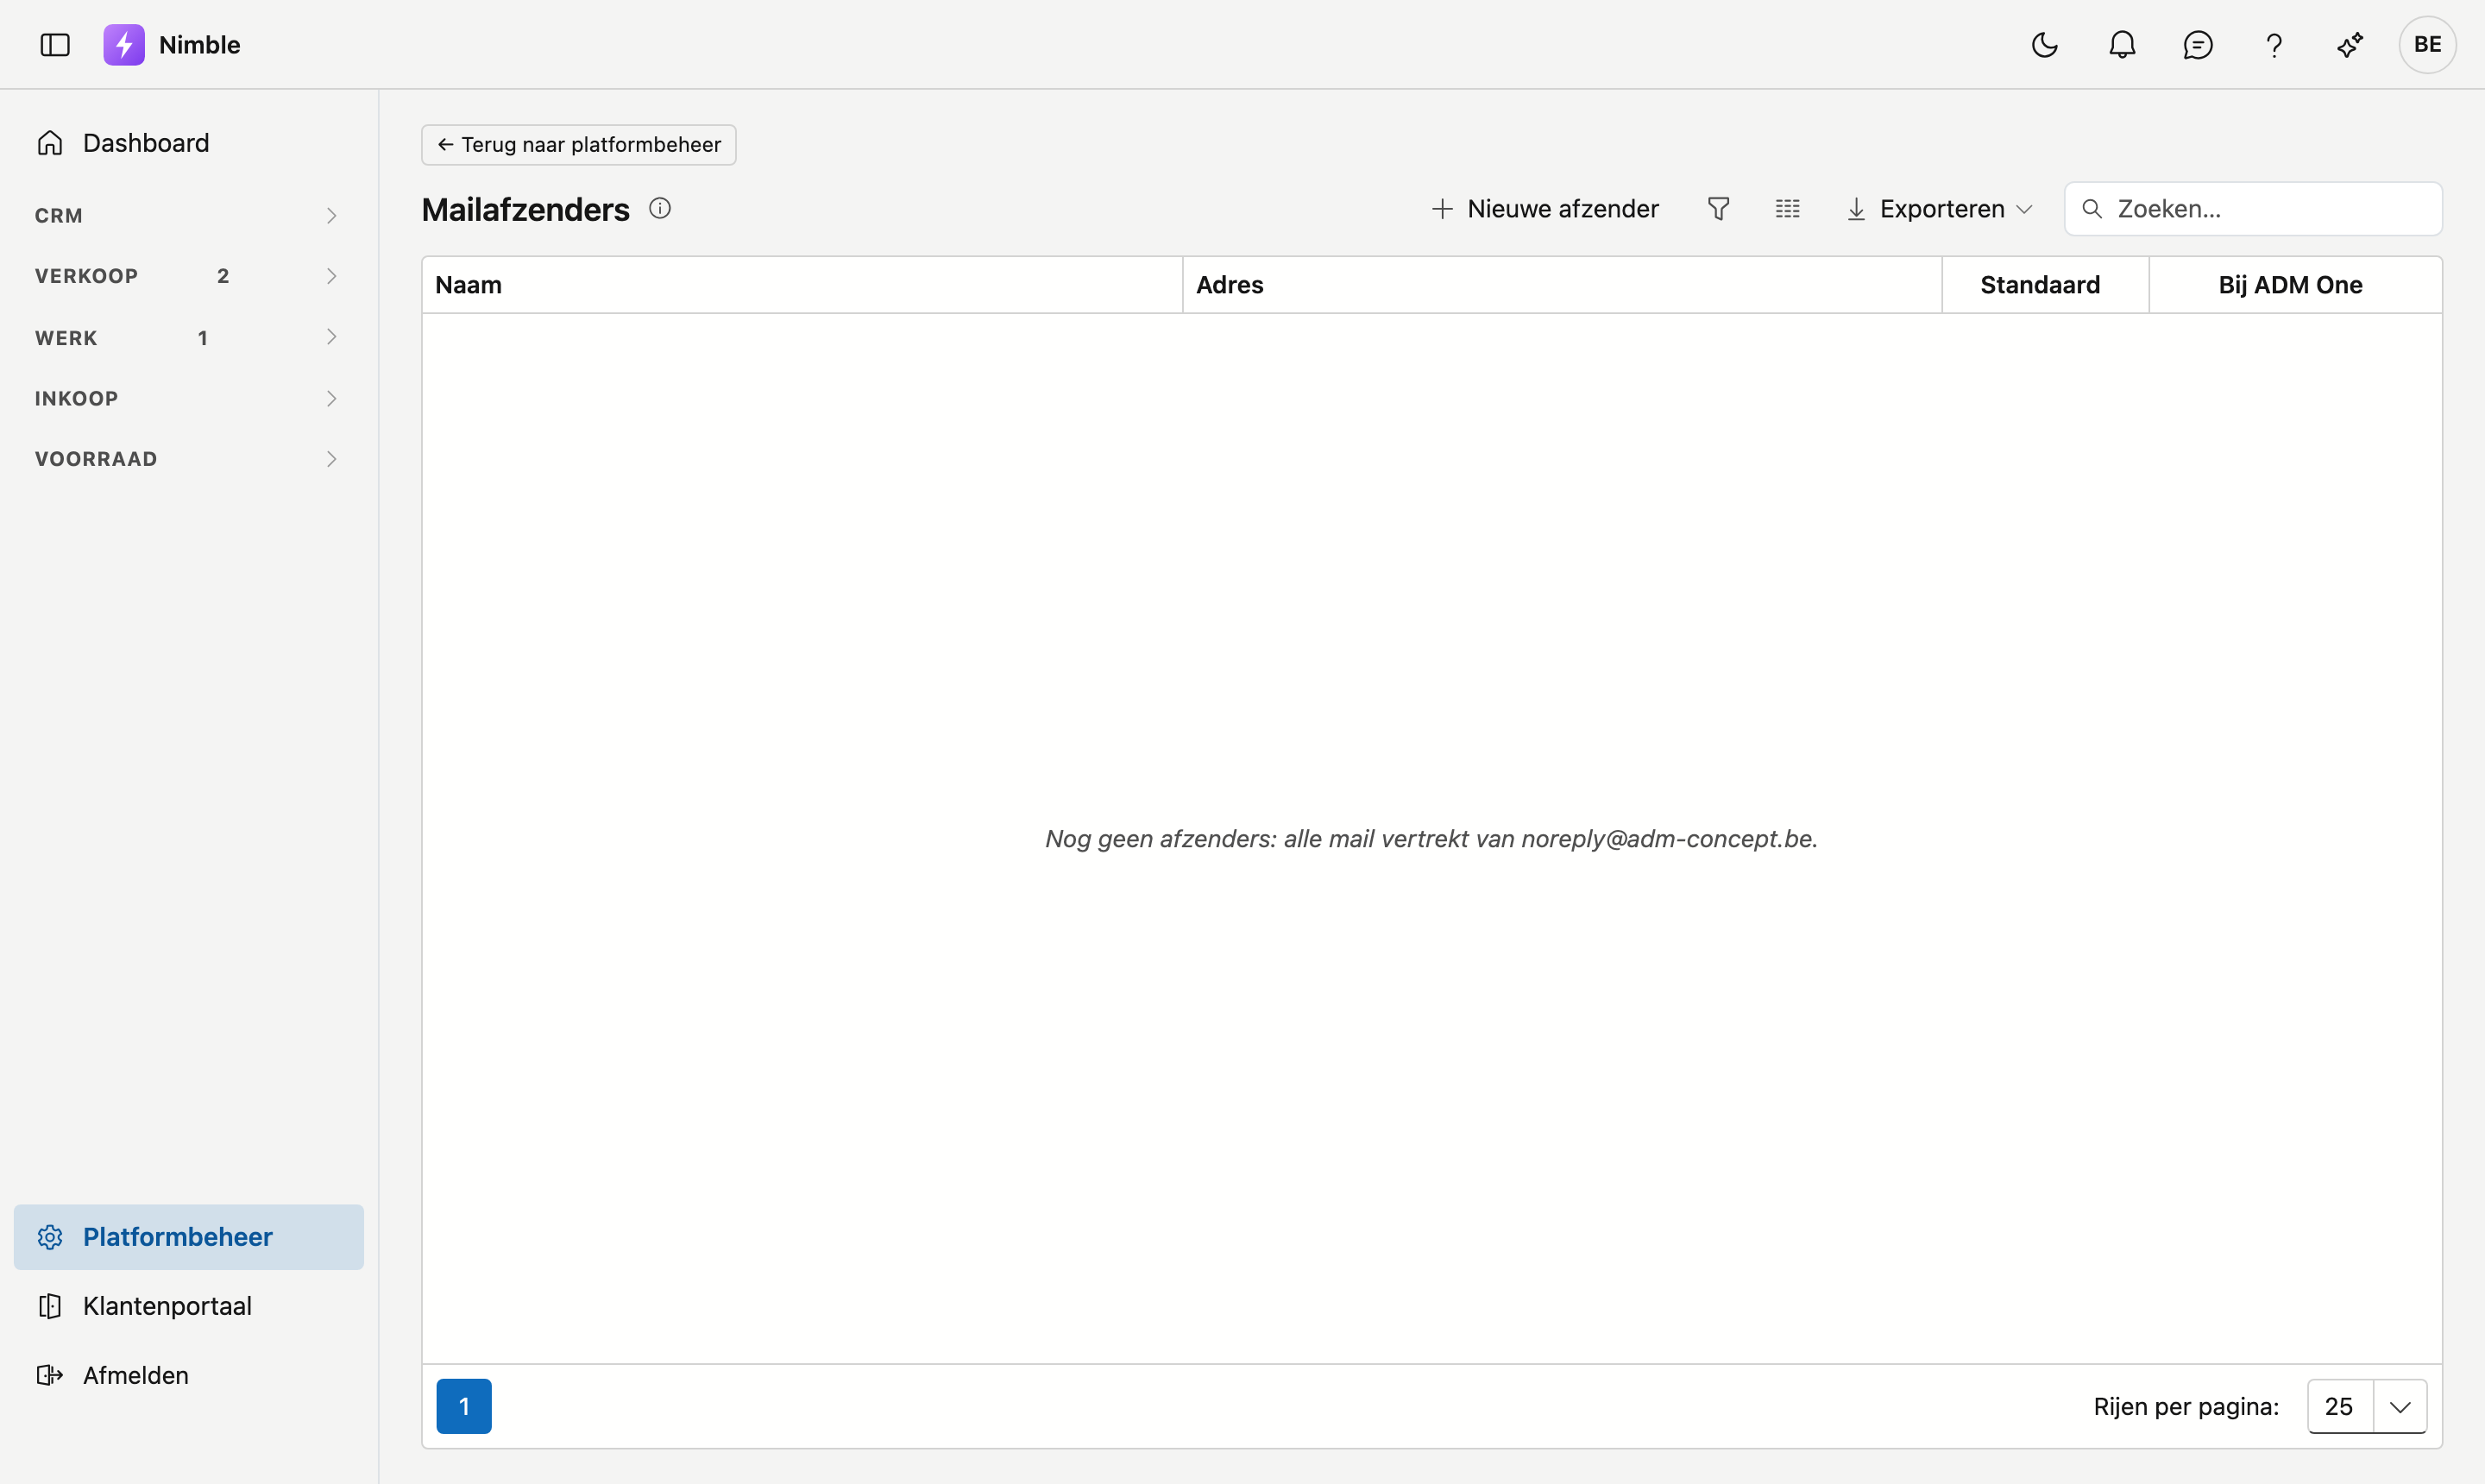 Nimble
BE
Dashboard
CRM
VERKOOP 2
WERK 1
INKOOP
VOORRAAD
Platformbeheer
Klantenportaal
Afmelden
← Terug naar platformbeheer
Mailafzenders
Nieuwe afzender
Exporteren
Zoeken...
Naam Adres Standaard Bij ADM One
Nog geen afzenders: alle mail vertrekt van noreply@adm-concept.be.
1
Rijen per pagina: 25